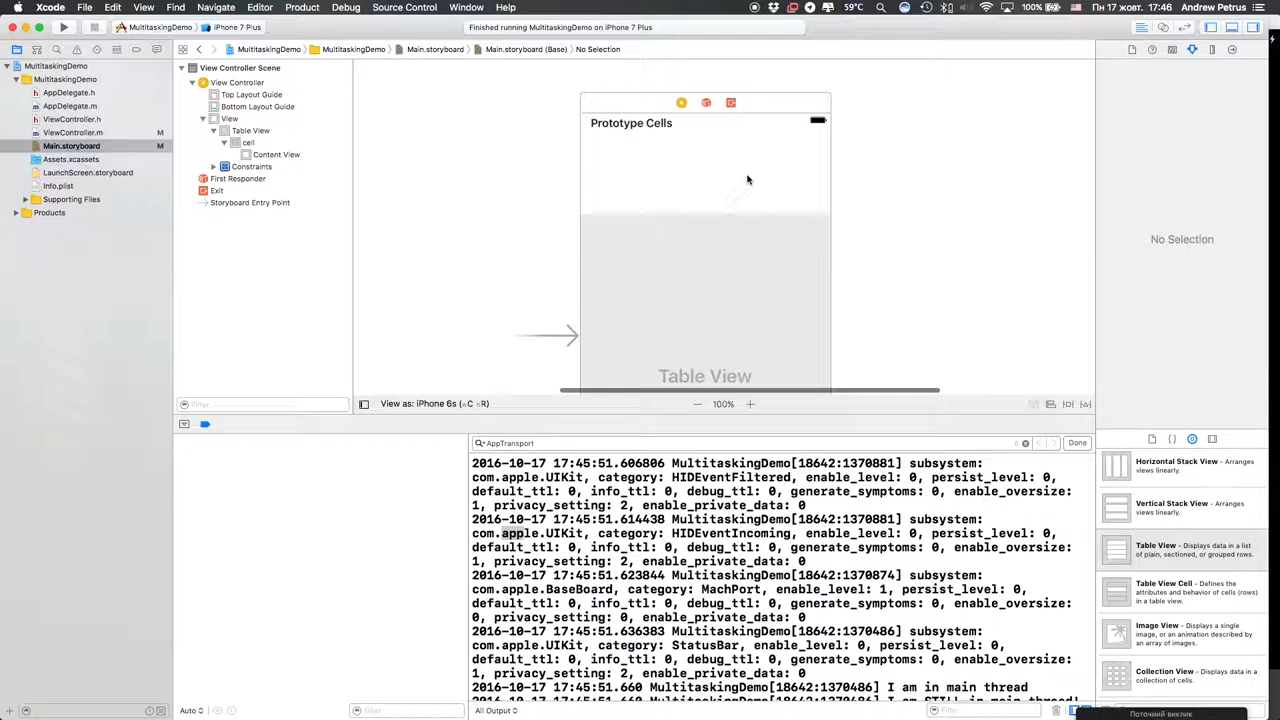 Xcode File Edit View Find Navigate Editor Product Debug Source Control Window Help
100% Mon 21:46 Andrew Petrus
MultitaskingDemo iPhone 7 Plus
Finished running MultitaskingDemo on iPhone 7 Plus
MultitaskingDemo MultitaskingDemo Main.storyboard Main.storyboard (Base) No Selection
MultitaskingDemo
MultitaskingDemo
AppDelegate.h
AppDelegate.m
ViewController.h
ViewController.m M
Main.storyboard M
Assets.xcassets
LaunchScreen.storyboard
Info.plist
Supporting Files
Products
View Controller Scene
View Controller
Top Layout Guide
Bottom Layout Guide
View
Table View
cell
Content View
Constraints
First Responder
Exit
Storyboard Entry Point
Filter
Prototype Cells
Table View
View as: iPhone 6s (wC hR)
100%
No Selection
AppTransport 6 Done
2016-10-17 17:45:51.606806 MultitaskingDemo[18642:1370881] subsystem:
com.apple.UIKit, category: HIDEventFiltered, enable_level: 0, persist_level: 0,
default_ttl: 0, info_ttl: 0, debug_ttl: 0, generate_symptoms: 0, enable_oversize:
1, privacy_setting: 2, enable_private_data: 0
2016-10-17 17:45:51.614438 MultitaskingDemo[18642:1370881] subsystem:
com.apple.UIKit, category: HIDEventIncoming, enable_level: 0, persist_level: 0,
default_ttl: 0, info_ttl: 0, debug_ttl: 0, generate_symptoms: 0, enable_oversize:
1, privacy_setting: 2, enable_private_data: 0
2016-10-17 17:45:51.623844 MultitaskingDemo[18642:1370874] subsystem:
com.apple.BaseBoard, category: MachPort, enable_level: 1, persist_level: 0,
default_ttl: 0, info_ttl: 0, debug_ttl: 0, generate_symptoms: 0, enable_oversize:
0, privacy_setting: 0, enable_private_data: 0
2016-10-17 17:45:51.636383 MultitaskingDemo[18642:1370486] subsystem:
com.apple.UIKit, category: StatusBar, enable_level: 0, persist_level: 0,
default_ttl: 0, info_ttl: 0, debug_ttl: 0, generate_symptoms: 0, enable_oversize:
1, privacy_setting: 2, enable_private_data: 0
2016-10-17 17:45:51.660 MultitaskingDemo[18642:1370486] I am in main thread
Horizontal Stack View - Arranges
views linearly.
Vertical Stack View - Arranges
views linearly.
Table View - Displays data in a list
of plain, sectioned, or grouped rows.
Table View Cell - Defines the
attributes and behavior of cells (rows)
in a table view.
Image View - Displays a single
image, or an animation described by
an array of images.
Collection View - Displays data in a
collection of cells.
Auto
Filter
All Output
Filter
Поточний виклик